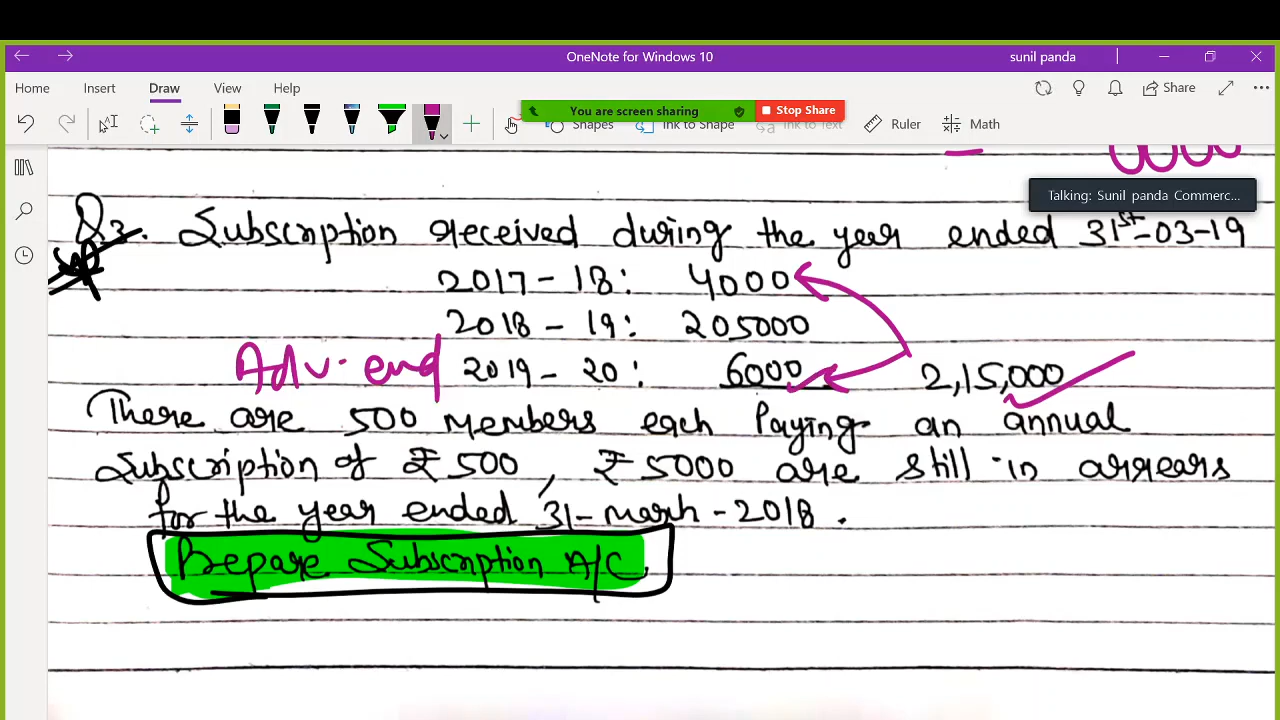 OneNote for Windows 10
sunil panda
Home Insert Draw View Help
Share
You are screen sharing
Stop Share
Shapes Ink to Shape Ink to Text Ruler Math
0000
Talking: Sunil panda Commerc...
Q3. Subscription received during the year ended 31st-03-19
2017-18: 4000
2018-19: 205000
Adv. end 2019-20: 6000 2,15,000
There are 500 members each Paying an annual
Subscription of ₹500, ₹5000 are still in arrears
for the year ended 31-march-2018.
Prepare Subscription A/C